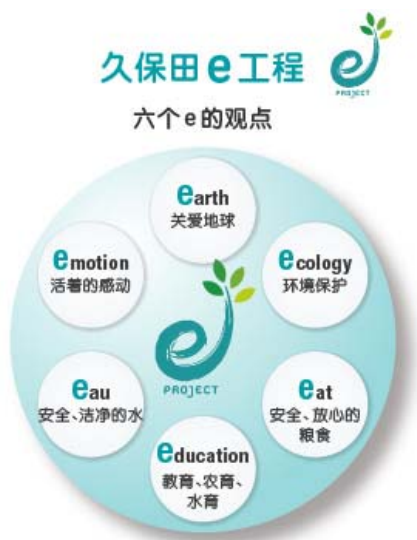 久保田e工程
PROJECT
六个e的观点
earth
关爱地球
emotion
活着的感动
ecology
环境保护
e
PROJECT
eau
安全、洁净的水
eat
安全、放心的
粮食
education
教育、农育、
水育